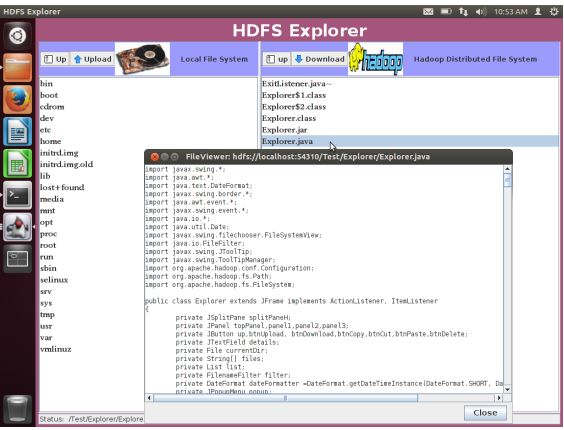 HDFS Explorer
10:53 AM
HDFS Explorer
Up Upload Local File System
up Download hadoop Hadoop Distributed File System
bin
boot
cdrom
dev
etc
home
initrd.img
initrd.img.old
lib
lost+found
media
mnt
opt
proc
root
run
sbin
selinux
srv
sys
tmp
usr
var
vmlinuz
ExitListener.java~
Explorer$1.class
Explorer$2.class
Explorer.class
Explorer.jar
Explorer.java
FileViewer: hdfs://localhost:54310/Test/Explorer/Explorer.java
import javax.swing.*;
import java.awt.*;
import java.text.DateFormat;
import javax.swing.border.*;
import java.awt.event.*;
import javax.swing.event.*;
import java.io.*;
import java.util.Date;
import javax.swing.filechooser.FileSystemView;
import java.io.FileFilter;
import javax.swing.JToolTip;
import javax.swing.ToolTipManager;
import org.apache.hadoop.conf.Configuration;
import org.apache.hadoop.fs.Path;
import org.apache.hadoop.fs.FileSystem;
public class Explorer extends JFrame implements ActionListener, ItemListener
{
private JSplitPane splitPaneH;
private JPanel topPanel,panel1,panel2,panel3;
private JButton up,btnUpload, btnDownload,btnCopy,btnCut,btnPaste,btnDelete;
private JTextField details;
private File currentDir;
private String[] files;
private List list;
private FilenameFilter filter;
private DateFormat dateFormatter =DateFormat.getDateTimeInstance(DateFormat.SHORT, Da
private JPopupMenu popup;
Close
Status: /Test/Explorer/Explore